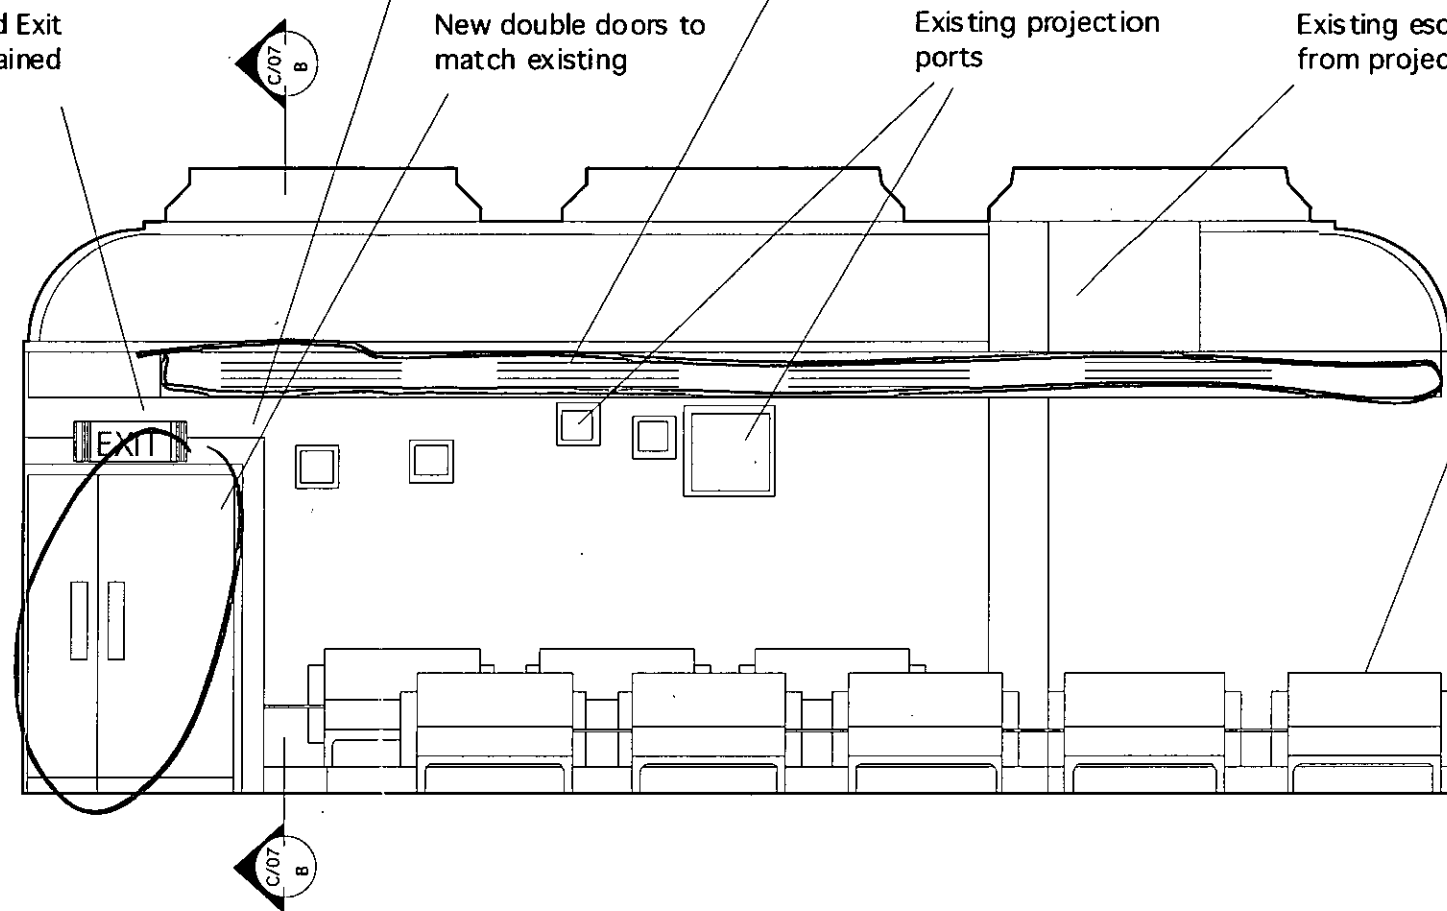 d Exit
ained
New double doors to
match existing
Existing projection
ports
Existing esc
from projec
C/07
B
EXIT
C/07
B